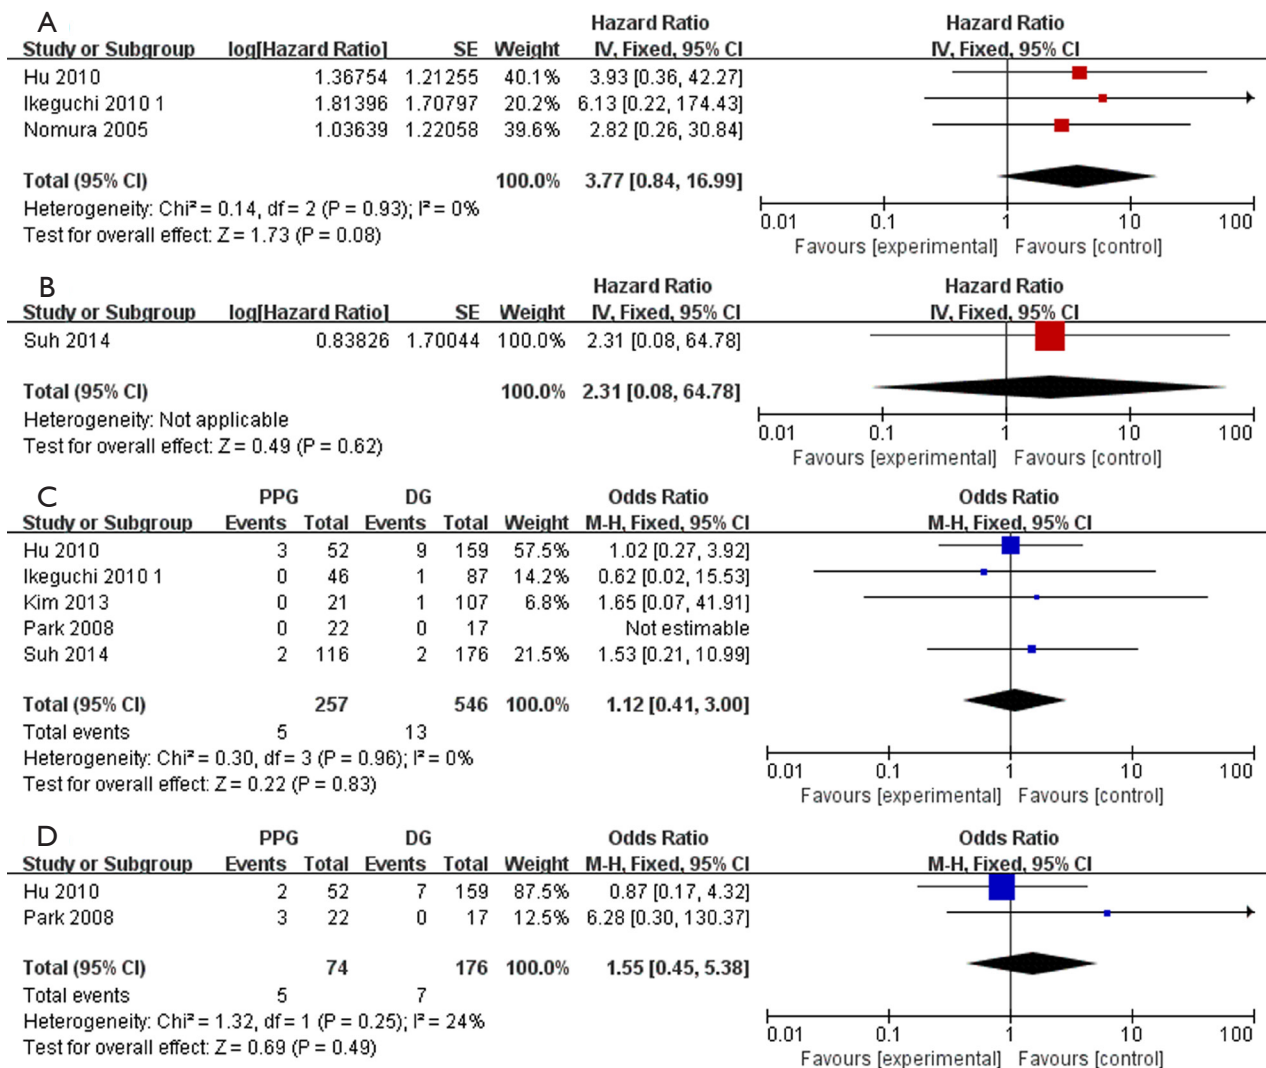 A
Hazard Ratio Hazard Ratio
Study or Subgroup log[Hazard Ratio] SE Weight IV, Fixed, 95% CI IV, Fixed, 95% CI
Hu 2010 1.36754 1.21255 40.1% 3.93 [0.36, 42.27]
Ikeguchi 2010 1 1.81396 1.70797 20.2% 6.13 [0.22, 174.43]
Nomura 2005 1.03639 1.22058 39.6% 2.82 [0.26, 30.84]
Total (95% CI) 100.0% 3.77 [0.84, 16.99]
Heterogeneity: Chi² = 0.14, df = 2 (P = 0.93); I² = 0%
Test for overall effect: Z = 1.73 (P = 0.08)
0.01 0.1 1 10 100
Favours [experimental] Favours [control]
B
Hazard Ratio Hazard Ratio
Study or Subgroup log[Hazard Ratio] SE Weight IV, Fixed, 95% CI IV, Fixed, 95% CI
Suh 2014 0.83826 1.70044 100.0% 2.31 [0.08, 64.78]
Total (95% CI) 100.0% 2.31 [0.08, 64.78]
Heterogeneity: Not applicable
Test for overall effect: Z = 0.49 (P = 0.62)
0.01 0.1 1 10 100
Favours [experimental] Favours [control]
C
PPG DG Odds Ratio Odds Ratio
Study or Subgroup Events Total Events Total Weight M-H, Fixed, 95% CI M-H, Fixed, 95% CI
Hu 2010 3 52 9 159 57.5% 1.02 [0.27, 3.92]
Ikeguchi 2010 1 0 46 1 87 14.2% 0.62 [0.02, 15.53]
Kim 2013 0 21 1 107 6.8% 1.65 [0.07, 41.91]
Park 2008 0 22 0 17 Not estimable
Suh 2014 2 116 2 176 21.5% 1.53 [0.21, 10.99]
Total (95% CI) 257 546 100.0% 1.12 [0.41, 3.00]
Total events 5 13
Heterogeneity: Chi² = 0.30, df = 3 (P = 0.96); I² = 0%
Test for overall effect: Z = 0.22 (P = 0.83)
0.01 0.1 1 10 100
Favours [experimental] Favours [control]
D
PPG DG Odds Ratio Odds Ratio
Study or Subgroup Events Total Events Total Weight M-H, Fixed, 95% CI M-H, Fixed, 95% CI
Hu 2010 2 52 7 159 87.5% 0.87 [0.17, 4.32]
Park 2008 3 22 0 17 12.5% 6.28 [0.30, 130.37]
Total (95% CI) 74 176 100.0% 1.55 [0.45, 5.38]
Total events 5 7
Heterogeneity: Chi² = 1.32, df = 1 (P = 0.25); I² = 24%
Test for overall effect: Z = 0.69 (P = 0.49)
0.01 0.1 1 10 100
Favours [experimental] Favours [control]